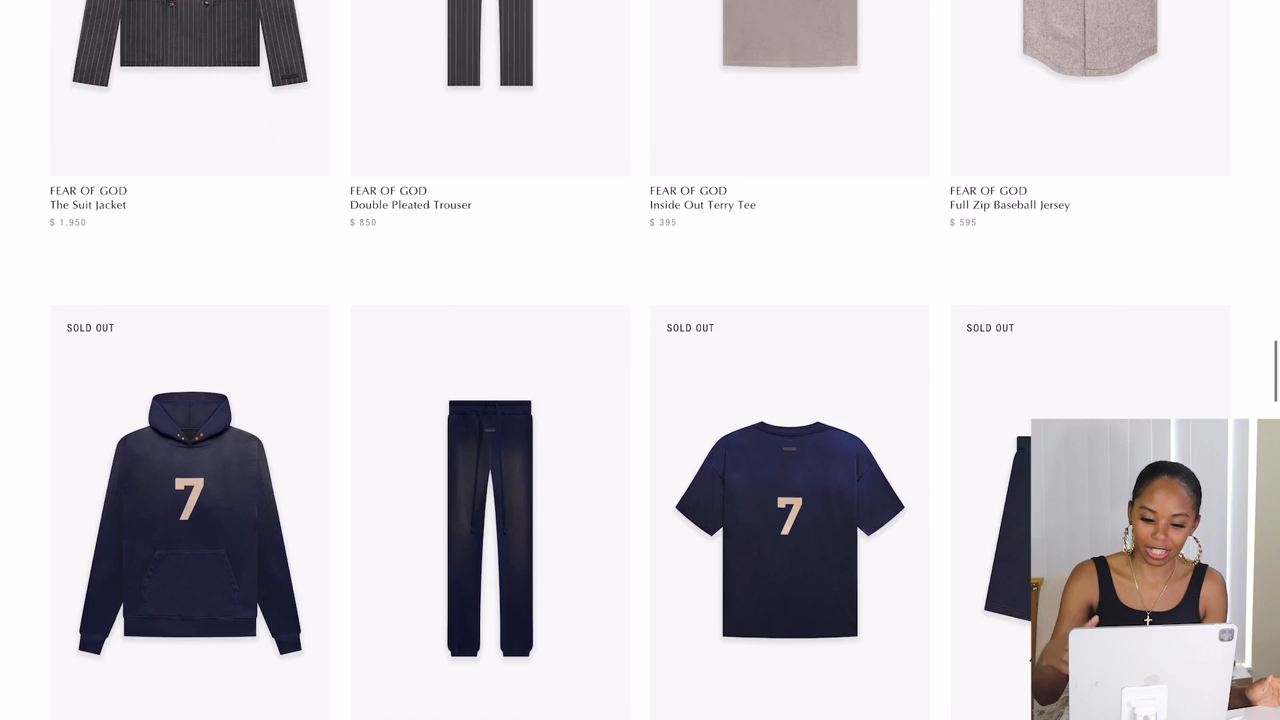 FEAR OF GOD
The Suit Jacket
$ 1,950
FEAR OF GOD
Double Pleated Trouser
$ 850
FEAR OF GOD
Inside Out Terry Tee
$ 395
FEAR OF GOD
Full Zip Baseball Jersey
$ 595
SOLD OUT
7
SOLD OUT
7
SOLD OUT